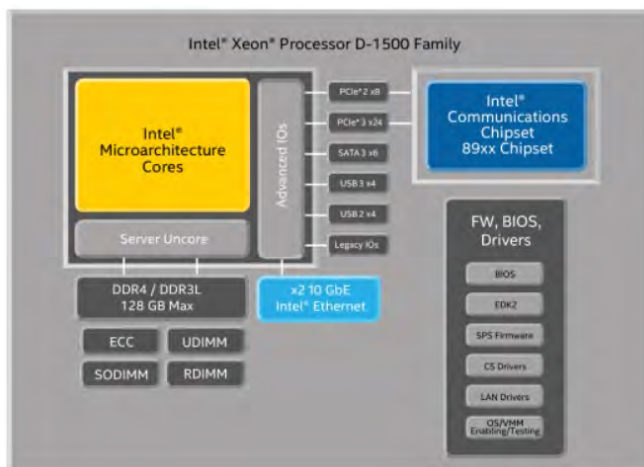 Intel® Xeon® Processor D-1500 Family
Intel®
Microarchitecture
Cores
Advanced IOs
Server Uncore
PCIe® 2 x8
PCIe® 3 x24
SATA 3 x6
USB 3 x4
USB 2 x4
Legacy IOs
Intel®
Communications
Chipset
89xx Chipset
DDR4 / DDR3L
128 GB Max
x2 10 GbE
Intel® Ethernet
ECC
UDIMM
SODIMM
RDIMM
FW, BIOS,
Drivers
BIOS
EDK2
SPS Firmware
CS Drivers
LAN Drivers
OS/VMM
Enabling/Testing